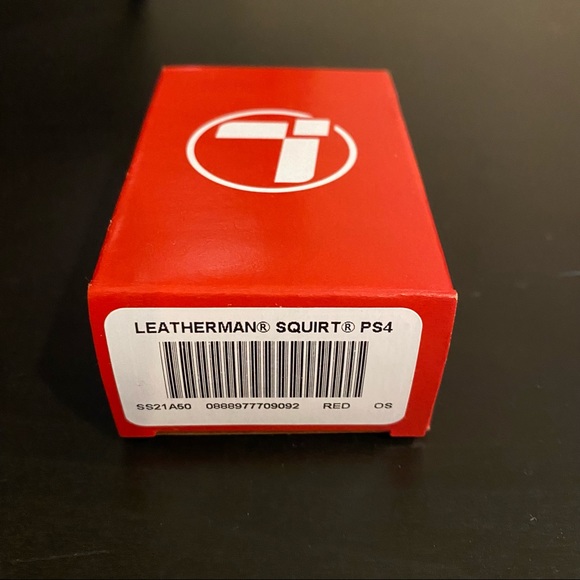 LEATHERMAN® SQUIRT® PS4
SS21A50 0888977709092 RED OS